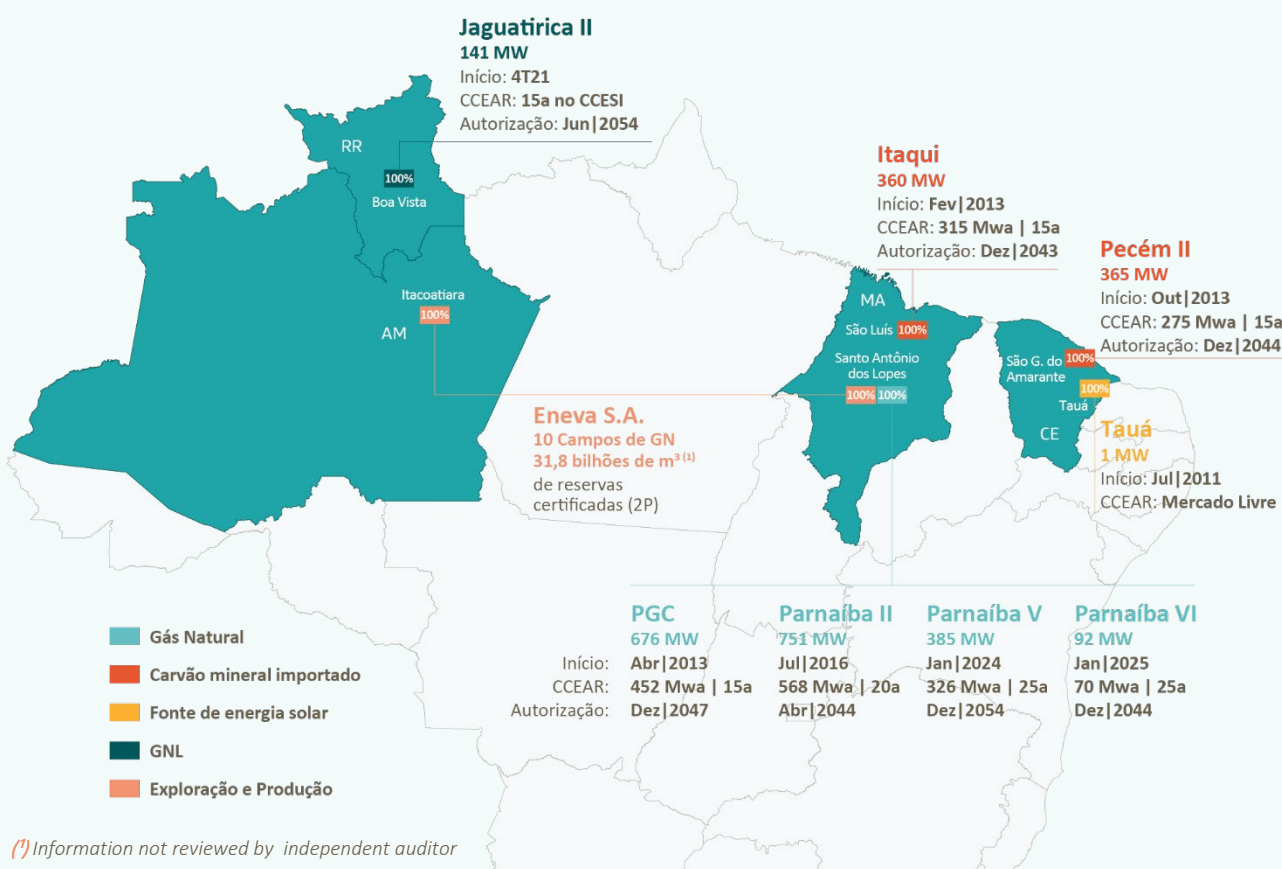 Jaguatirica II
141 MW
Início: 4T21
CCEAR: 15a no CCESI
Autorização: Jun|2054
RR
100%
Boa Vista
Itacoatiara
100%
AM
Itaqui
360 MW
Início: Fev|2013
CCEAR: 315 Mwa | 15a
Autorização: Dez|2043
Pecém II
365 MW
Início: Out|2013
CCEAR: 275 Mwa | 15a
Autorização: Dez|2044
MA
São Luís 100%
Santo Antônio
dos Lopes
100% 100%
São G. do
Amarante
100%
100%
Tauá
CE
Tauá
1 MW
Início: Jul|2011
CCEAR: Mercado Livre
Eneva S.A.
10 Campos de GN
31,8 bilhões de m³ (1)
de reservas
certificadas (2P)
PGC Parnaíba II Parnaíba V Parnaíba VI
676 MW 751 MW 385 MW 92 MW
Início: Abr|2013 Jul|2016 Jan|2024 Jan|2025
CCEAR: 452 Mwa | 15a 568 Mwa | 20a 326 Mwa | 25a 70 Mwa | 25a
Autorização: Dez|2047 Abr|2044 Dez|2054 Dez|2044
Gás Natural
Carvão mineral importado
Fonte de energia solar
GNL
Exploração e Produção
(¹) Information not reviewed by independent auditor